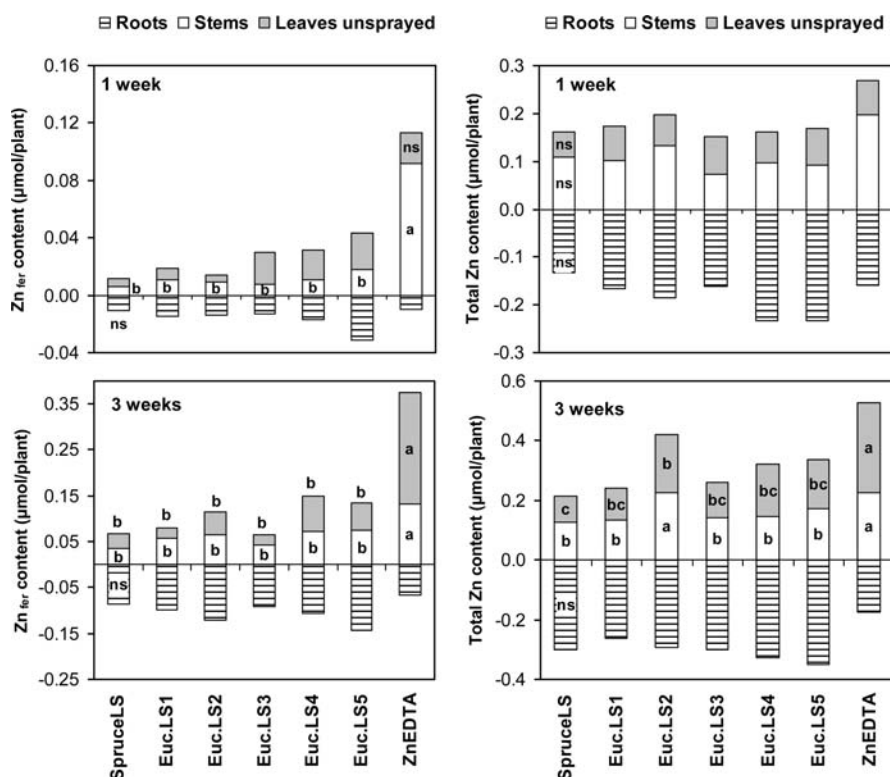 Roots Stems Leaves unsprayed
Roots Stems Leaves unsprayed
1 week
Zn fer content (µmol/plant)
0.16
0.12
0.08
0.04
0.00
-0.04
ns
a
b
b
b
b
b
b
ns
1 week
Total Zn content (µmol/plant)
0.3
0.2
0.1
0.0
-0.1
-0.2
-0.3
ns
ns
ns
3 weeks
Zn fer content (µmol/plant)
0.35
0.25
0.15
0.05
-0.05
-0.15
-0.25
b b b b b b a
b b b b b b a
ns
SpruceLS
Euc.LS1
Euc.LS2
Euc.LS3
Euc.LS4
Euc.LS5
ZnEDTA
3 weeks
Total Zn content (µmol/plant)
0.6
0.4
0.2
0.0
-0.2
-0.4
c bc b bc bc bc a
b b a b b b a
ns
SpruceLS
Euc.LS1
Euc.LS2
Euc.LS3
Euc.LS4
Euc.LS5
ZnEDTA